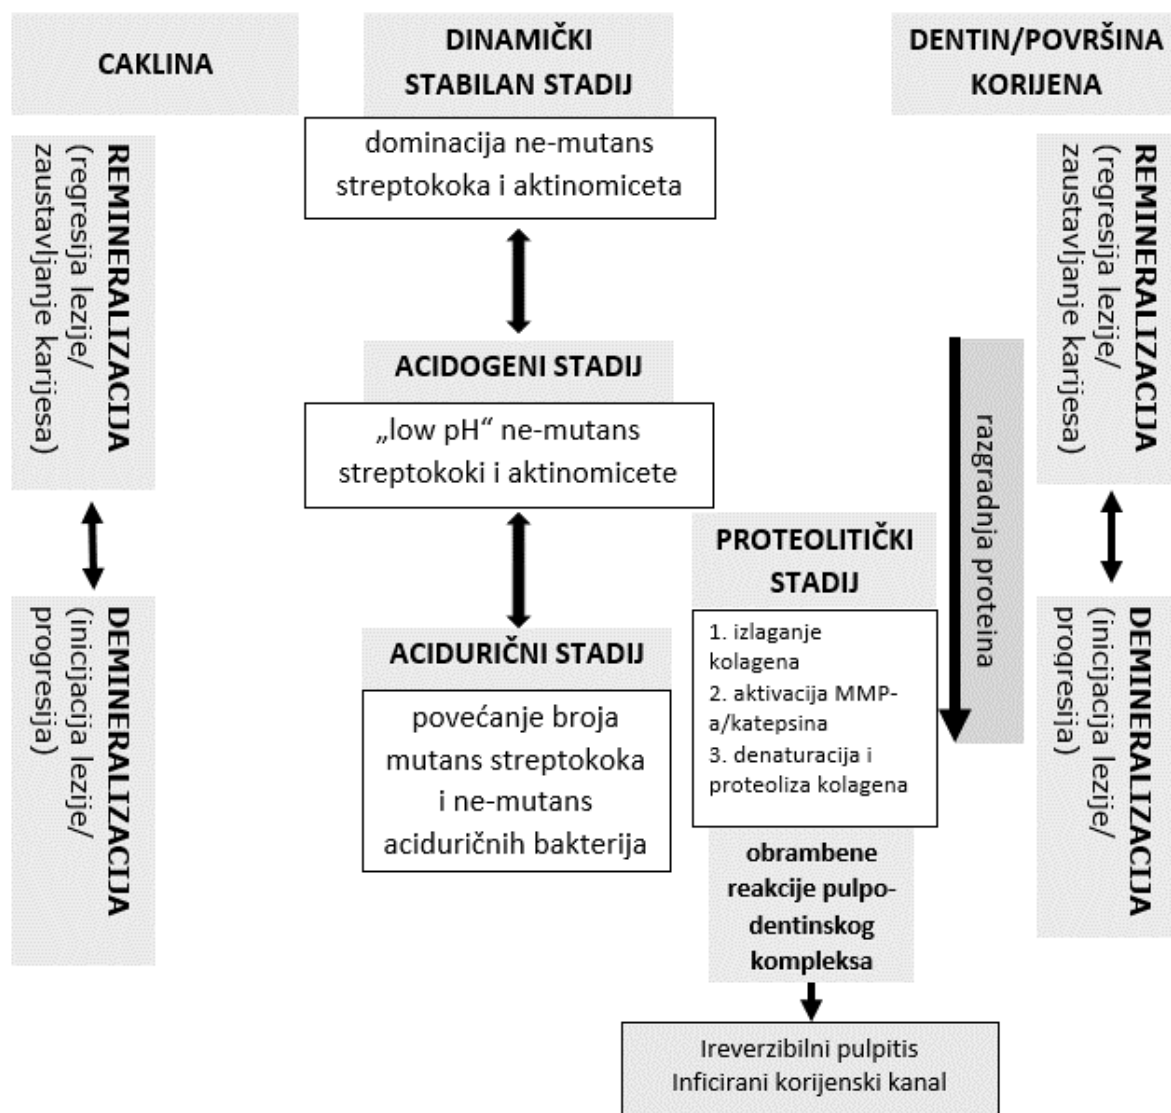 CAKLINA
REMINERALIZACIJA
(regresija lezije/
zaustavljanje karijesa)
DEMINERALIZACIJA
(inicijacija lezije/
progresija)
DINAMIČKI
STABILAN STADIJ
dominacija ne-mutans
streptokoka i aktinomiceta
ACIDOGENI STADIJ
„low pH“ ne-mutans
streptokoki i aktinomicete
ACIDURIČNI STADIJ
povećanje broja
mutans streptokoka
i ne-mutans
aciduričnih bakterija
PROTEOLITIČKI
STADIJ
1. izlaganje
kolagena
2. aktivacija MMP-
a/katepsina
3. denaturacija i
proteoliza kolagena
obrambene
reakcije pulpo-
dentinskog
kompleksa
Ireverzibilni pulpitis
Inficirani korijenski kanal
razgradnja proteina
DENTIN/POVRŠINA
KORIJENA
REMINERALIZACIJA
(regresija lezije/
zaustavljanje karijesa)
DEMINERALIZACIJA
(inicijacija lezije/
progresija)